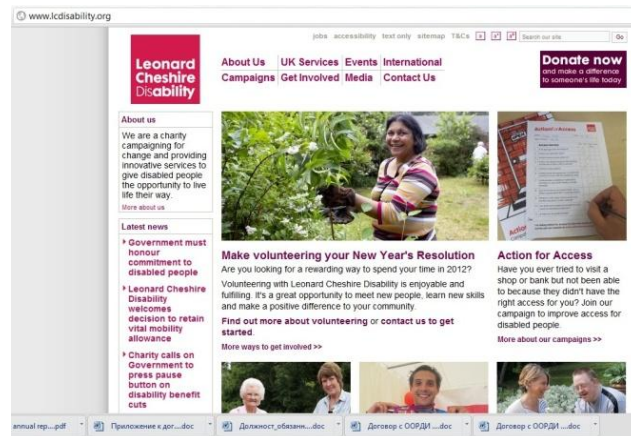 www.lcdisability.org
jobs accessibility text only sitemap T&Cs
Search our site Go
Leonard
Cheshire
Disability
About Us UK Services Events International
Campaigns Get Involved Media Contact Us
Donate now
and make a difference
to someone's life today
About us
We are a charity
campaigning for
change and providing
innovative services to
give disabled people
the opportunity to live
life their way.
More about us
Latest news
Government must
honour
commitment to
disabled people
Leonard Cheshire
Disability
welcomes
decision to retain
vital mobility
allowance
Charity calls on
Government to
press pause
button on
disability benefit
cuts
Make volunteering your New Year's Resolution
Are you looking for a rewarding way to spend your time in 2012?
Volunteering with Leonard Cheshire Disability is enjoyable and
fulfilling. It's a great opportunity to meet new people, learn new skills
and make a positive difference to your community.
Find out more about volunteering or contact us to get
started.
More ways to get involved >>
Action for Access
Action for Access
Have you ever tried to visit a
shop or bank but not been able
to because they didn't have the
right access for you? Join our
campaign to improve access for
disabled people.
More about our campaigns >>
annual rep....pdf
Приложение к дог....doc
Должност_обязанн....doc
Договор с ООРДИ ....doc
Договор с ООРДИ ....doc